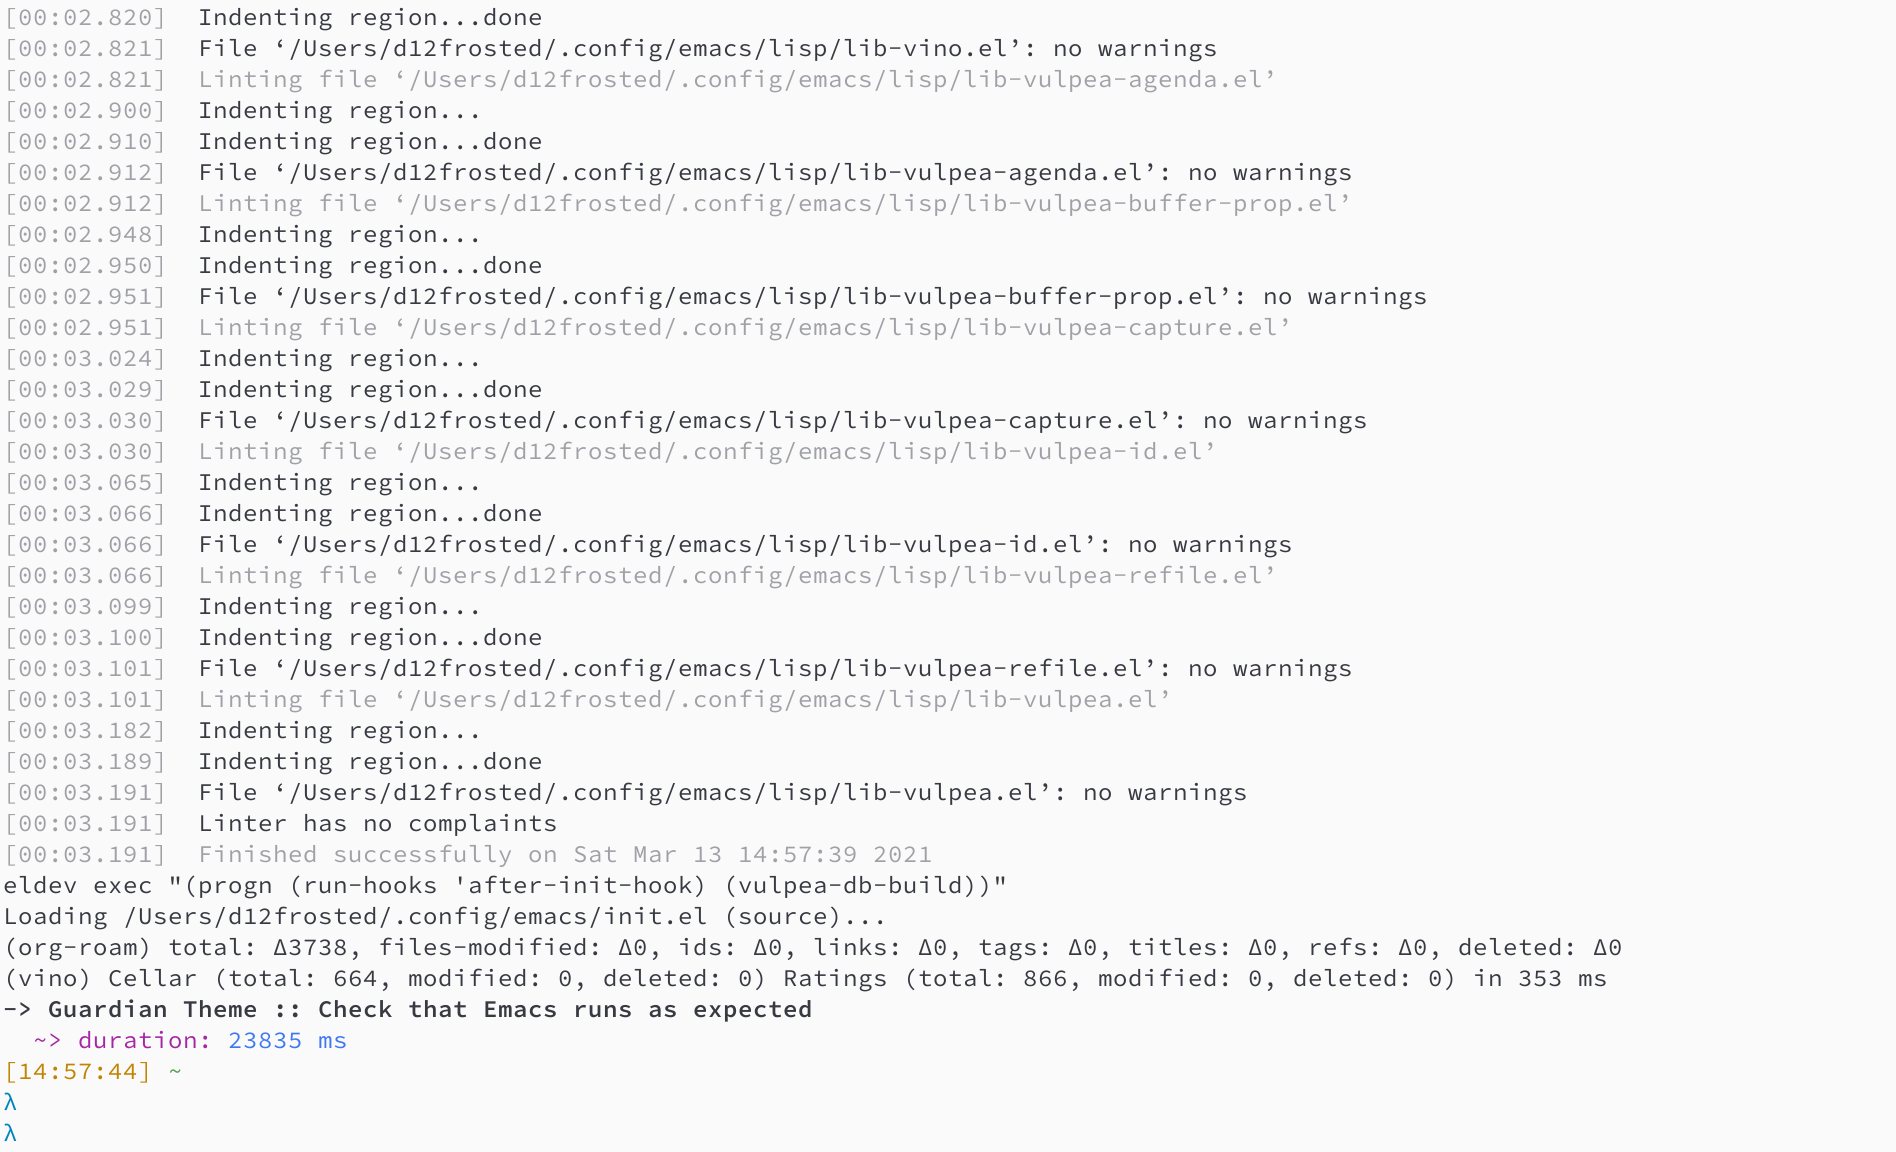 [00:02.820]  Indenting region...done
[00:02.821]  File ‘/Users/d12frosted/.config/emacs/lisp/lib-vino.el’: no warnings
[00:02.821]  Linting file ‘/Users/d12frosted/.config/emacs/lisp/lib-vulpea-agenda.el’
[00:02.900]  Indenting region...
[00:02.910]  Indenting region...done
[00:02.912]  File ‘/Users/d12frosted/.config/emacs/lisp/lib-vulpea-agenda.el’: no warnings
[00:02.912]  Linting file ‘/Users/d12frosted/.config/emacs/lisp/lib-vulpea-buffer-prop.el’
[00:02.948]  Indenting region...
[00:02.950]  Indenting region...done
[00:02.951]  File ‘/Users/d12frosted/.config/emacs/lisp/lib-vulpea-buffer-prop.el’: no warnings
[00:02.951]  Linting file ‘/Users/d12frosted/.config/emacs/lisp/lib-vulpea-capture.el’
[00:03.024]  Indenting region...
[00:03.029]  Indenting region...done
[00:03.030]  File ‘/Users/d12frosted/.config/emacs/lisp/lib-vulpea-capture.el’: no warnings
[00:03.030]  Linting file ‘/Users/d12frosted/.config/emacs/lisp/lib-vulpea-id.el’
[00:03.065]  Indenting region...
[00:03.066]  Indenting region...done
[00:03.066]  File ‘/Users/d12frosted/.config/emacs/lisp/lib-vulpea-id.el’: no warnings
[00:03.066]  Linting file ‘/Users/d12frosted/.config/emacs/lisp/lib-vulpea-refile.el’
[00:03.099]  Indenting region...
[00:03.100]  Indenting region...done
[00:03.101]  File ‘/Users/d12frosted/.config/emacs/lisp/lib-vulpea-refile.el’: no warnings
[00:03.101]  Linting file ‘/Users/d12frosted/.config/emacs/lisp/lib-vulpea.el’
[00:03.182]  Indenting region...
[00:03.189]  Indenting region...done
[00:03.191]  File ‘/Users/d12frosted/.config/emacs/lisp/lib-vulpea.el’: no warnings
[00:03.191]  Linter has no complaints
[00:03.191]  Finished successfully on Sat Mar 13 14:57:39 2021
eldev exec "(progn (run-hooks 'after-init-hook) (vulpea-db-build))"
Loading /Users/d12frosted/.config/emacs/init.el (source)...
(org-roam) total: Δ3738, files-modified: Δ0, ids: Δ0, links: Δ0, tags: Δ0, titles: Δ0, refs: Δ0, deleted: Δ0
(vino) Cellar (total: 664, modified: 0, deleted: 0) Ratings (total: 866, modified: 0, deleted: 0) in 353 ms
-> Guardian Theme :: Check that Emacs runs as expected
  ~> duration: 23835 ms
[14:57:44] ~
λ
λ